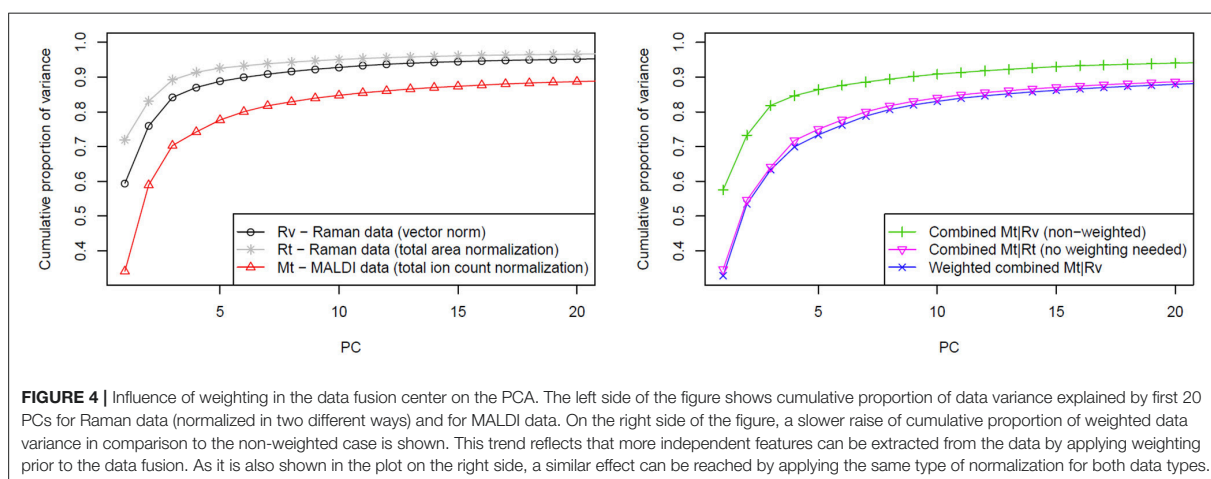 Cumulative proportion of variance
1.0
0.9
0.8
0.7
0.6
0.5
0.4
Rv − Raman data (vector norm)
Rt − Raman data (total area normalization)
Mt − MALDI data (total ion count normalization)
5
10
15
20
PC
Cumulative proportion of variance
1.0
0.9
0.8
0.7
0.6
0.5
0.4
Combined Mt|Rv (non−weighted)
Combined Mt|Rt (no weighting needed)
Weighted combined Mt|Rv
5
10
15
20
PC
FIGURE 4 | Influence of weighting in the data fusion center on the PCA. The left side of the figure shows cumulative proportion of data variance explained by first 20
PCs for Raman data (normalized in two different ways) and for MALDI data. On the right side of the figure, a slower raise of cumulative proportion of weighted data
variance in comparison to the non-weighted case is shown. This trend reflects that more independent features can be extracted from the data by applying weighting
prior to the data fusion. As it is also shown in the plot on the right side, a similar effect can be reached by applying the same type of normalization for both data types.